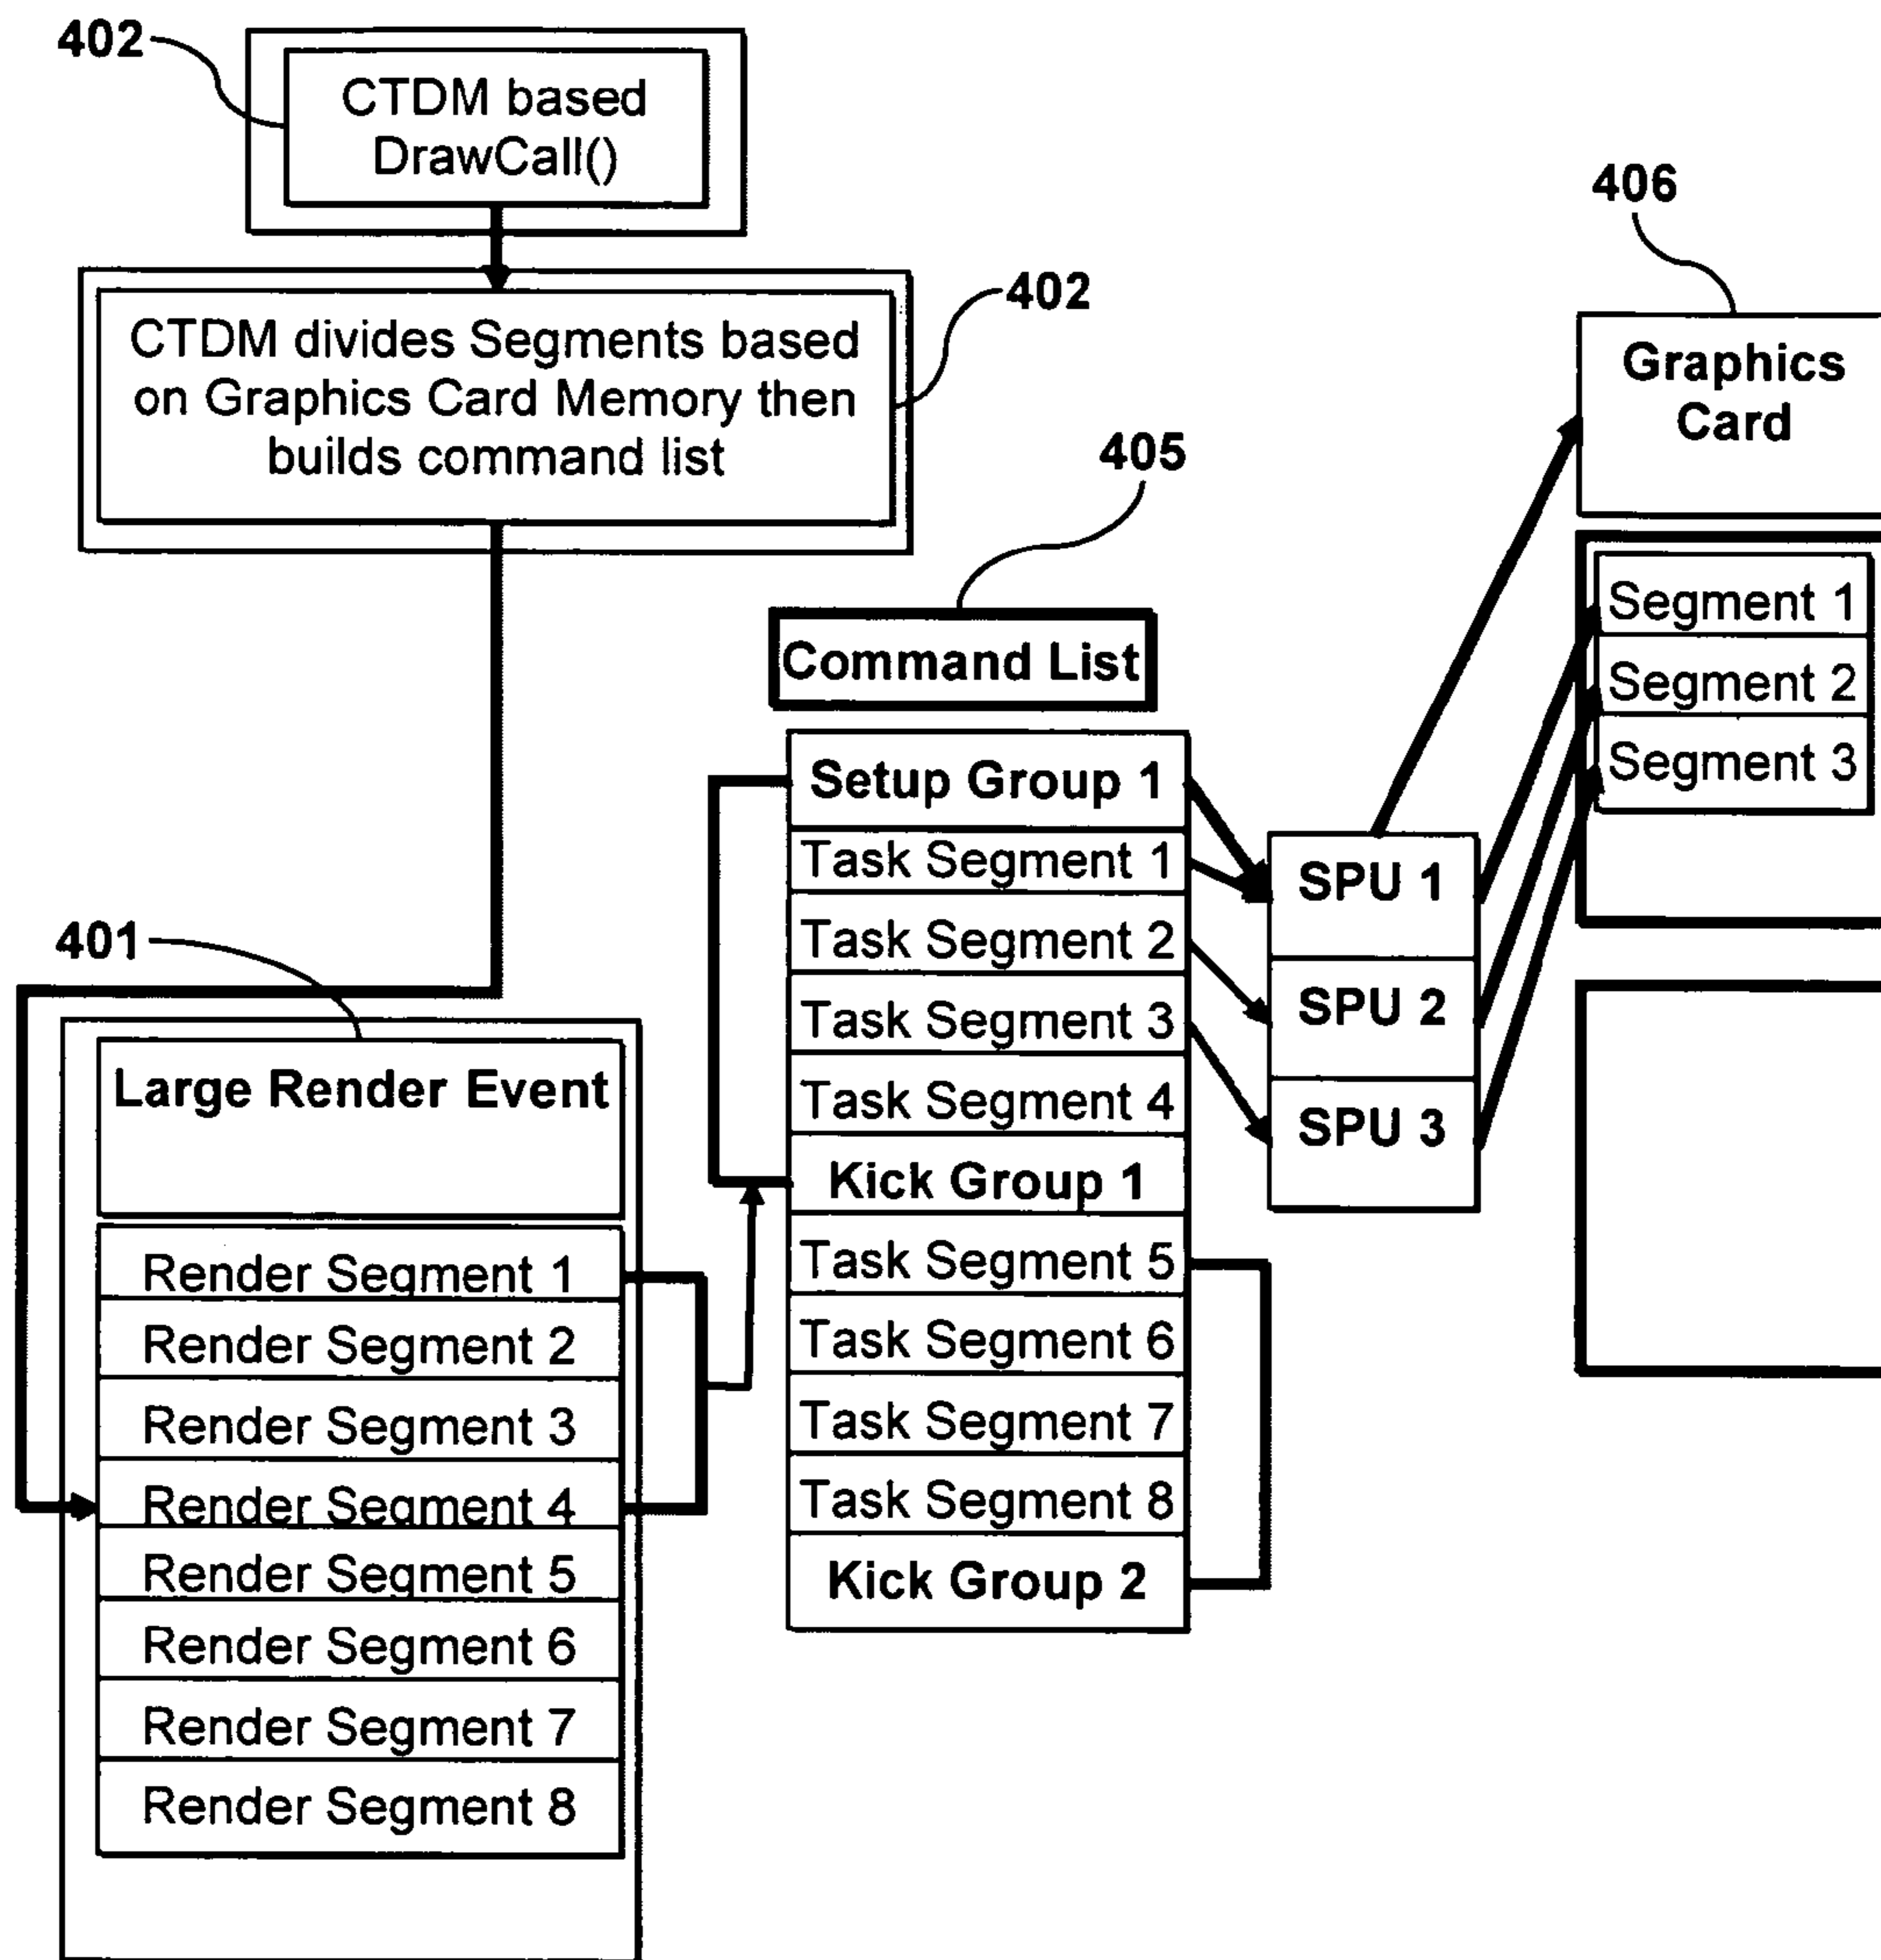 402
CTDM based
DrawCall()
402
CTDM divides Segments based
on Graphics Card Memory then
builds command list
401
Large Render Event
Render Segment 1
Render Segment 2
Render Segment 3
Render Segment 4
Render Segment 5
Render Segment 6
Render Segment 7
Render Segment 8
405
Command List
Setup Group 1
Task Segment 1
Task Segment 2
Task Segment 3
Task Segment 4
Kick Group 1
Task Segment 5
Task Segment 6
Task Segment 7
Task Segment 8
Kick Group 2
SPU 1
SPU 2
SPU 3
406
Graphics
Card
Segment 1
Segment 2
Segment 3